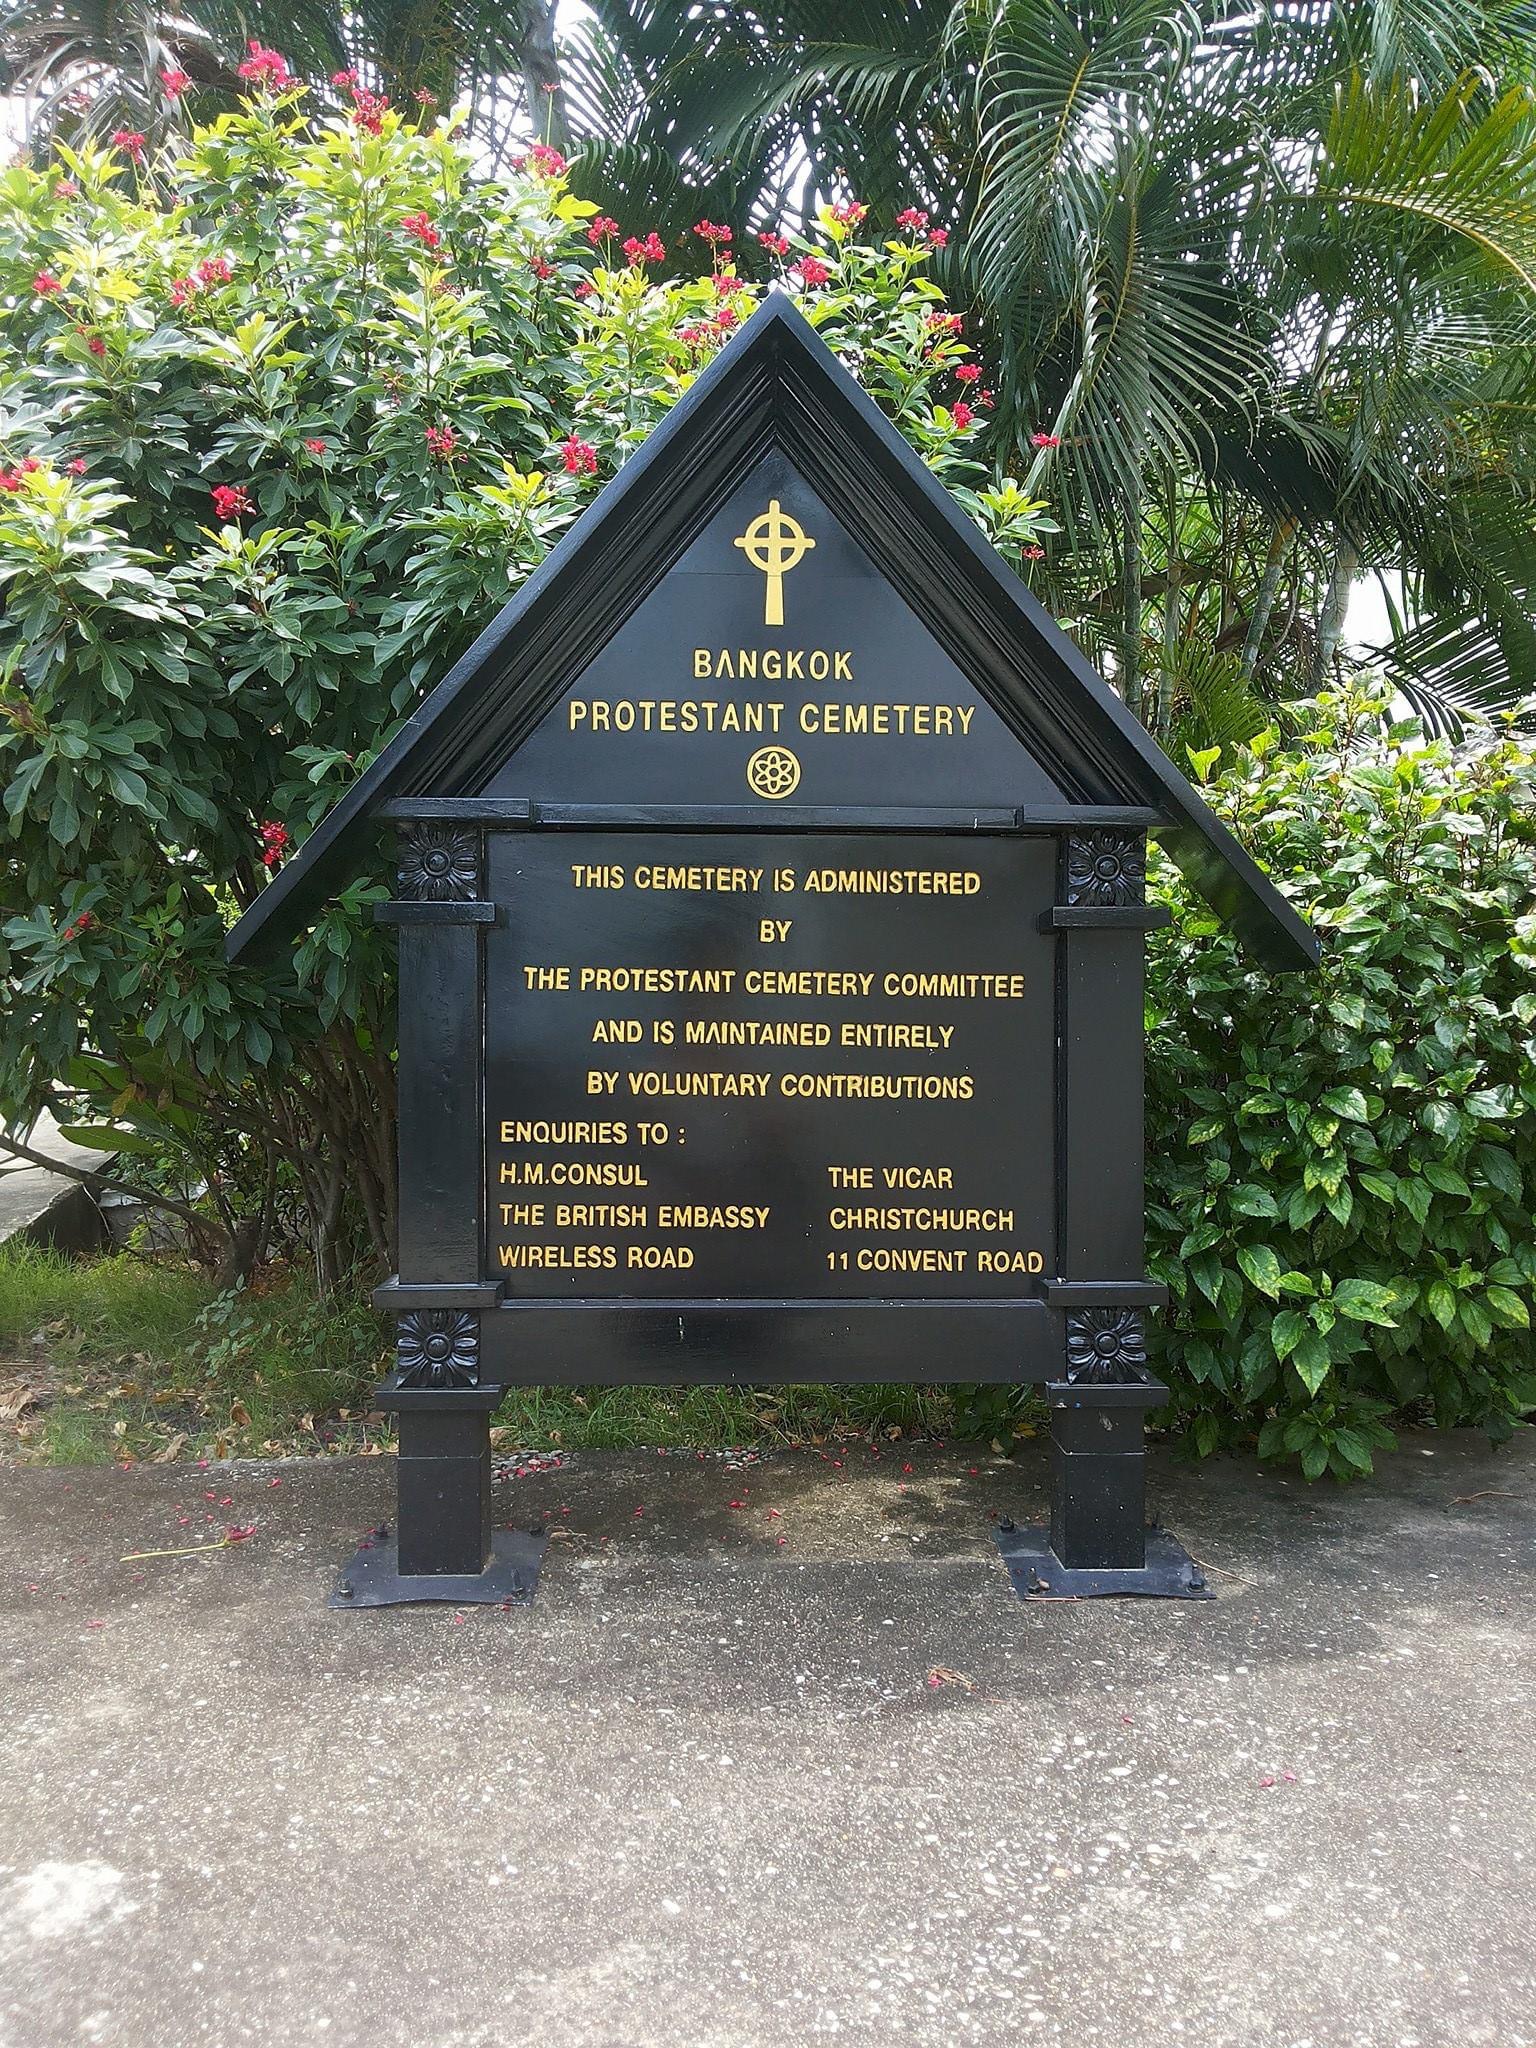 BANGKOK
PROTESTANT CEMETERY
THIS CEMETERY IS ADMINISTERED
BY
THE PROTESTANT CEMETERY COMMITTEE
AND IS MAINTAINED ENTIRELY
BY VOLUNTARY CONTRIBUTIONS
ENQUIRIES TO :
H.M.CONSUL
THE BRITISH EMBASSY
WIRELESS ROAD
THE VICAR
CHRISTCHURCH
11 CONVENT ROAD